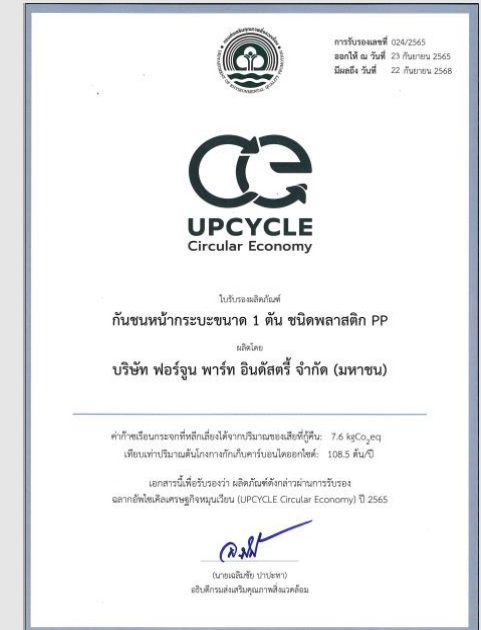 การรับรองเลขที่ 024/2565
ออกให้ ณ วันที่ 23 กันยายน 2565
มีผลถึง วันที่ 22 กันยายน 2568
UPCYCLE
Circular Economy
ใบรับรองผลิตภัณฑ์
กันชนหน้ากระบะขนาด 1 ตัน ชนิดพลาสติก PP
ผลิตโดย
บริษัท ฟอร์จูน พาร์ท อินดัสตรี้ จำกัด (มหาชน)
ค่าก๊าซเรือนกระจกที่หลีกเลี่ยงได้จากปริมาณของเสียที่กู้คืน: 7.6 kgCo₂eq
เทียบเท่าปริมาณต้นโกงกางกักเก็บคาร์บอนไดออกไซด์: 108.5 ต้น/ปี
เอกสารนี้เพื่อรับรองว่า ผลิตภัณฑ์ดังกล่าวผ่านการรับรอง
ฉลากอัพไซเคิลเศรษฐกิจหมุนเวียน (UPCYCLE Circular Economy) ปี 2565
(นายเฉลิมชัย ปาปะทา)
อธิบดีกรมส่งเสริมคุณภาพสิ่งแวดล้อม